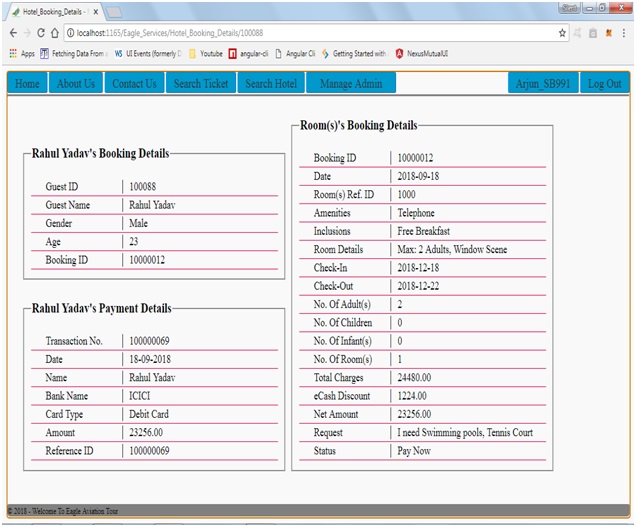 Hotel_Booking_Details -
localhost:1165/Eagle_Services/Hotel_Booking_Details/100088
Apps Fetching Data From UI Events (formerly Youtube angular-cli Angular Cli Getting Started with NexusMutualUI
Home About Us Contact Us Search Ticket Search Hotel Manage Admin Arjun_SB991 Log Out
Rahul Yadav's Booking Details
Guest ID 100088
Guest Name Rahul Yadav
Gender Male
Age 23
Booking ID 10000012
Rahul Yadav's Payment Details
Transaction No. 100000069
Date 18-09-2018
Name Rahul Yadav
Bank Name ICICI
Card Type Debit Card
Amount 23256.00
Reference ID 100000069
Room(s)'s Booking Details
Booking ID 10000012
Date 2018-09-18
Room(s) Ref. ID 1000
Amenities Telephone
Inclusions Free Breakfast
Room Details Max: 2 Adults, Window Scene
Check-In 2018-12-18
Check-Out 2018-12-22
No. Of Adult(s) 2
No. Of Children 0
No. Of Infant(s) 0
No. Of Room(s) 1
Total Charges 24480.00
eCash Discount 1224.00
Net Amount 23256.00
Request I need Swimming pools, Tennis Court
Status Pay Now
© 2018 - Welcome To Eagle Aviation Tour